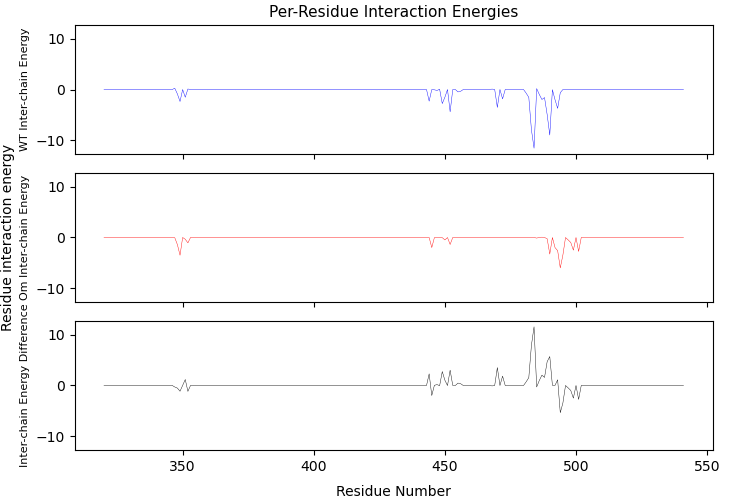 Per-Residue Interaction Energies
Residue interaction energy
WT Inter-chain Energy
10
0
−10
Om Inter-chain Energy
10
0
−10
Inter-chain Energy Difference
10
0
−10
350
400
450
500
550
Residue Number